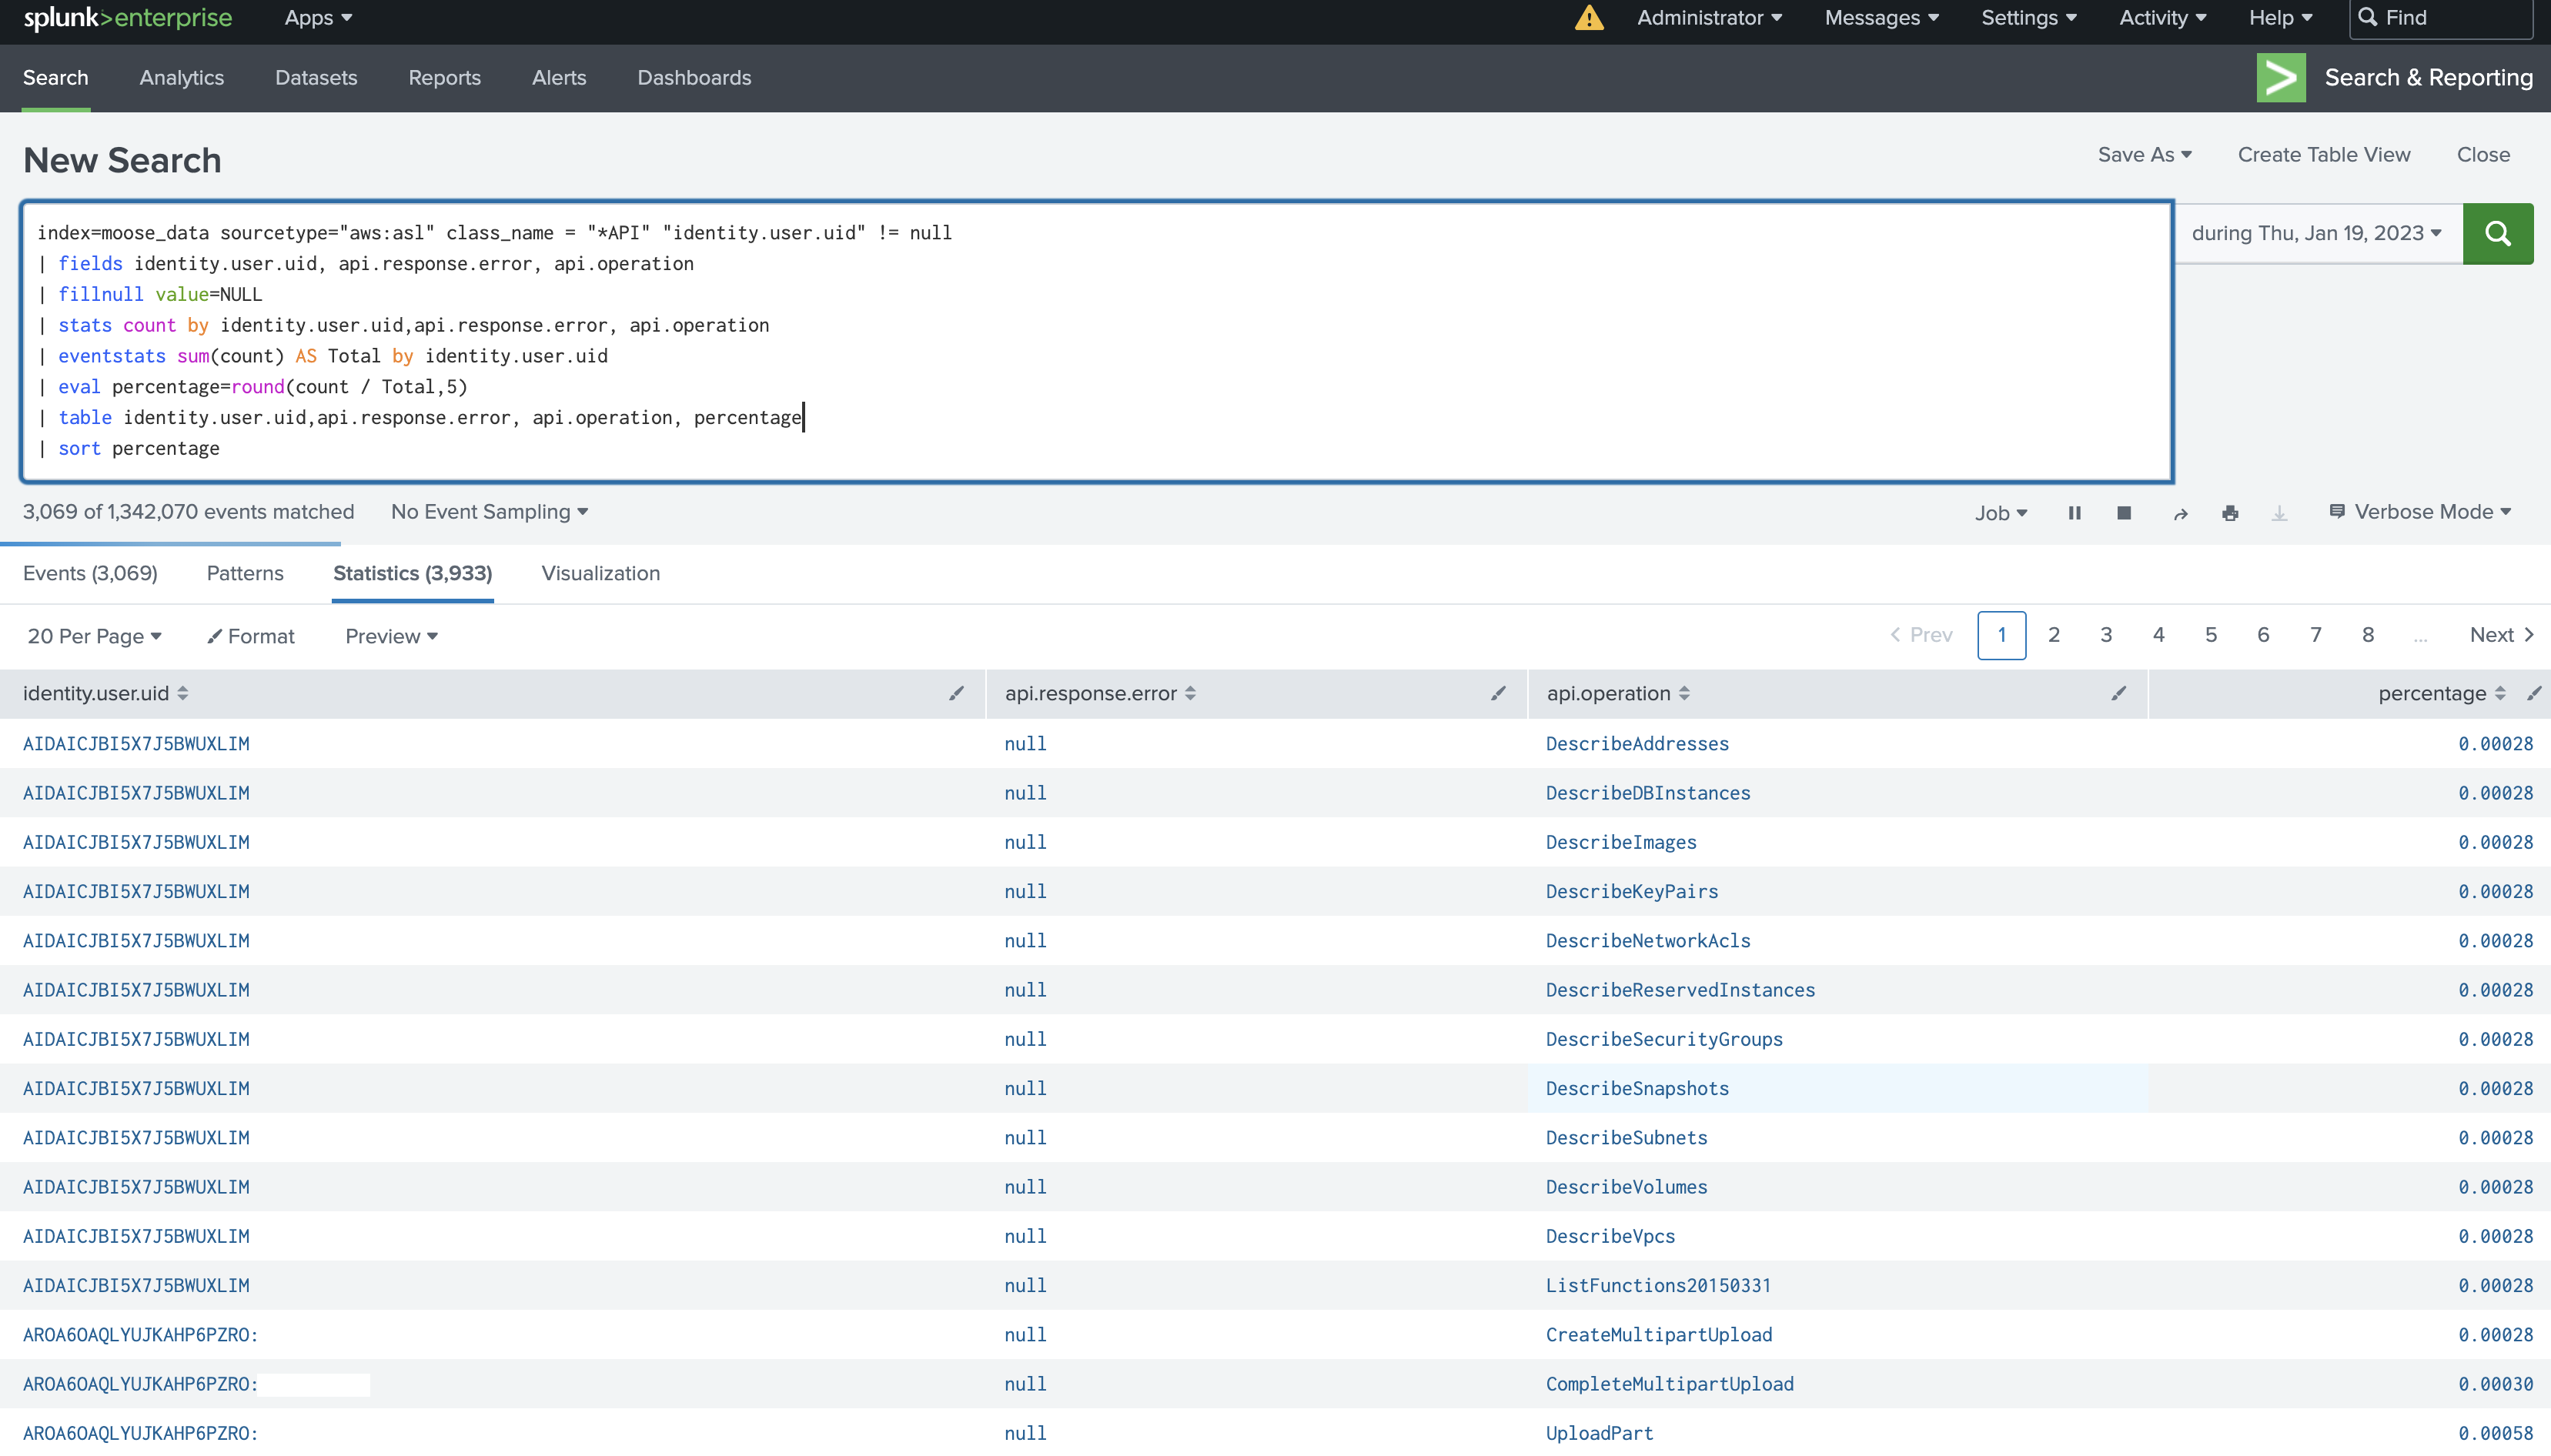 splunk>enterprise Apps Administrator Messages Settings Activity Help Find
Search Analytics Datasets Reports Alerts Dashboards Search & Reporting
New Search Save As Create Table View Close
index=moose_data sourcetype="aws:asl" class_name = "*API" "identity.user.uid" != null during Thu, Jan 19, 2023
| fields identity.user.uid, api.response.error, api.operation
| fillnull value=NULL
| stats count by identity.user.uid,api.response.error, api.operation
| eventstats sum(count) AS Total by identity.user.uid
| eval percentage=round(count / Total,5)
| table identity.user.uid,api.response.error, api.operation, percentage
| sort percentage
3,069 of 1,342,070 events matched No Event Sampling Job Verbose Mode
Events (3,069) Patterns Statistics (3,933) Visualization
20 Per Page Format Preview < Prev 1 2 3 4 5 6 7 8 ... Next >
identity.user.uid api.response.error api.operation percentage
AIDAICJBI5X7J5BWUXLIM null DescribeAddresses 0.00028
AIDAICJBI5X7J5BWUXLIM null DescribeDBInstances 0.00028
AIDAICJBI5X7J5BWUXLIM null DescribeImages 0.00028
AIDAICJBI5X7J5BWUXLIM null DescribeKeyPairs 0.00028
AIDAICJBI5X7J5BWUXLIM null DescribeNetworkAcls 0.00028
AIDAICJBI5X7J5BWUXLIM null DescribeReservedInstances 0.00028
AIDAICJBI5X7J5BWUXLIM null DescribeSecurityGroups 0.00028
AIDAICJBI5X7J5BWUXLIM null DescribeSnapshots 0.00028
AIDAICJBI5X7J5BWUXLIM null DescribeSubnets 0.00028
AIDAICJBI5X7J5BWUXLIM null DescribeVolumes 0.00028
AIDAICJBI5X7J5BWUXLIM null DescribeVpcs 0.00028
AIDAICJBI5X7J5BWUXLIM null ListFunctions20150331 0.00028
AROA6OAQLYUJKAHP6PZRO: null CreateMultipartUpload 0.00028
AROA6OAQLYUJKAHP6PZRO: null CompleteMultipartUpload 0.00030
AROA6OAQLYUJKAHP6PZRO: null UploadPart 0.00058